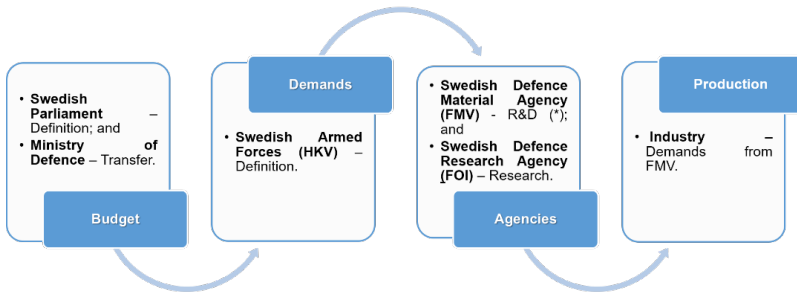 • Swedish
Parliament –
Definition; and
• Ministry of
Defence – Transfer.
Budget
Demands
• Swedish Armed
Forces (HKV) –
Definition.
• Swedish Defence
Material Agency
(FMV) - R&D (*);
and
• Swedish Defence
Research Agency
(FOI) – Research.
Agencies
Production
• Industry –
Demands from
FMV.